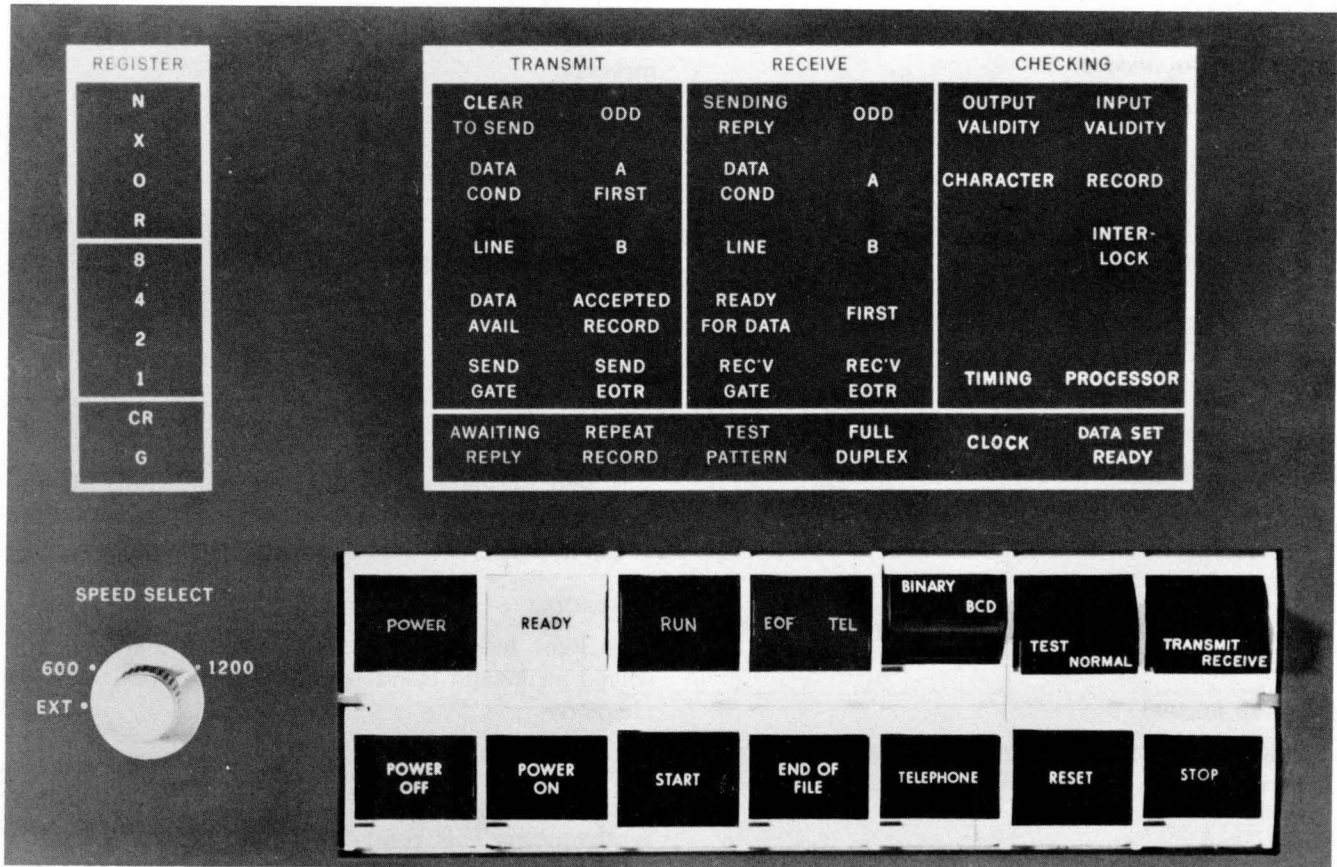 REGISTER
N
X
O
R
8
4
2
1
CR
G
TRANSMIT
RECEIVE
CHECKING
CLEAR
TO SEND
ODD
SENDING
REPLY
ODD
OUTPUT
VALIDITY
INPUT
VALIDITY
DATA
COND
A
FIRST
DATA
COND
A
CHARACTER
RECORD
LINE
B
LINE
B
INTER-
LOCK
DATA
AVAIL
ACCEPTED
RECORD
READY
FOR DATA
FIRST
SEND
GATE
SEND
EOTR
REC'V
GATE
REC'V
EOTR
TIMING
PROCESSOR
AWAITING
REPLY
REPEAT
RECORD
TEST
PATTERN
FULL
DUPLEX
CLOCK
DATA SET
READY
SPEED SELECT
600
1200
EXT
POWER
READY
RUN
EOF TEL
BINARY
BCD
TEST
NORMAL
TRANSMIT
RECEIVE
POWER
OFF
POWER
ON
START
END OF
FILE
TELEPHONE
RESET
STOP